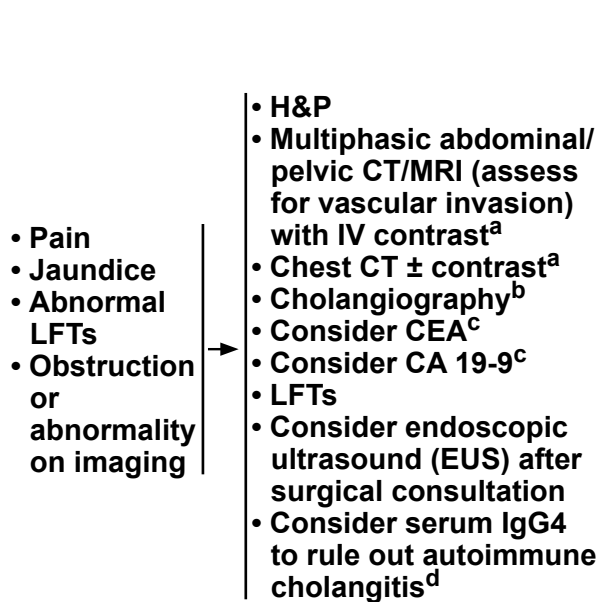 • Pain
• Jaundice
• Abnormal
LFTs
• Obstruction
or
abnormality
on imaging
• H&P
• Multiphasic abdominal/
pelvic CT/MRI (assess
for vascular invasion)
with IV contrastᵃ
• Chest CT ± contrastᵃ
• Cholangiographyᵇ
• Consider CEAᶜ
• Consider CA 19-9ᶜ
• LFTs
• Consider endoscopic
ultrasound (EUS) after
surgical consultation
• Consider serum IgG4
to rule out autoimmune
cholangitisᵈ